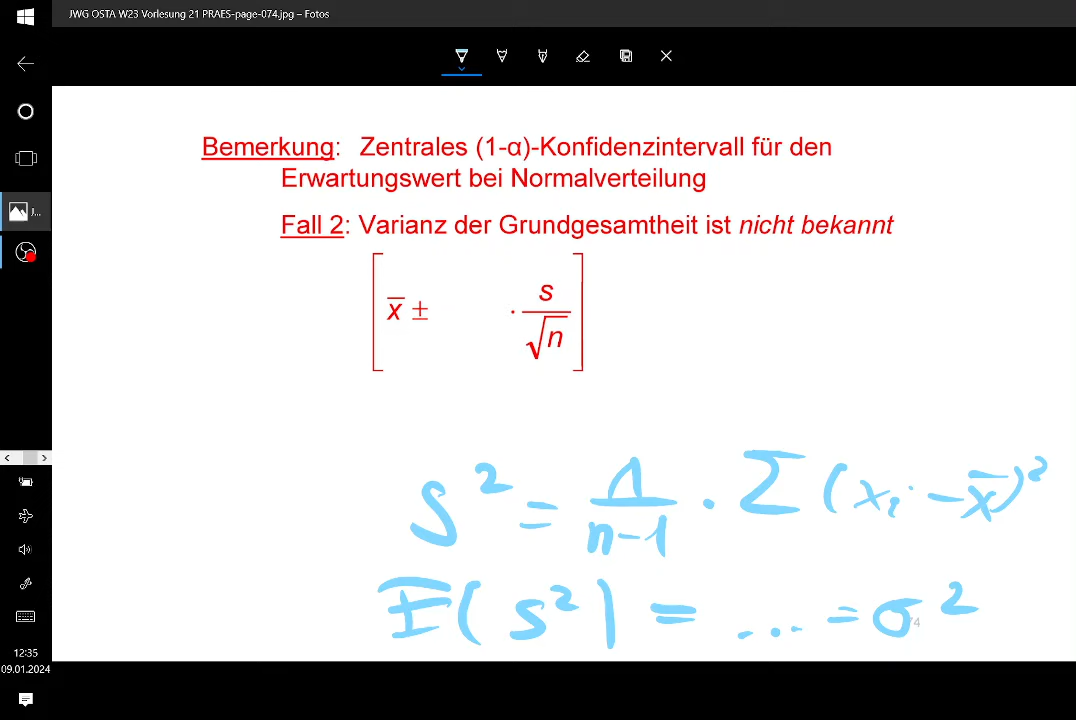 JWG OSTA W23 Vorlesung 21 PRAES-page-074.jpg – Fotos
J...
Bemerkung: Zentrales (1-α)-Konfidenzintervall für den
Erwartungswert bei Normalverteilung
Fall 2: Varianz der Grundgesamtheit ist nicht bekannt
[ x̅ ± · s/√n ]
s² = 1/(n-1) · Σ (xᵢ - x̅)²
E(s²) = ... = σ²
74
12:35
09.01.2024